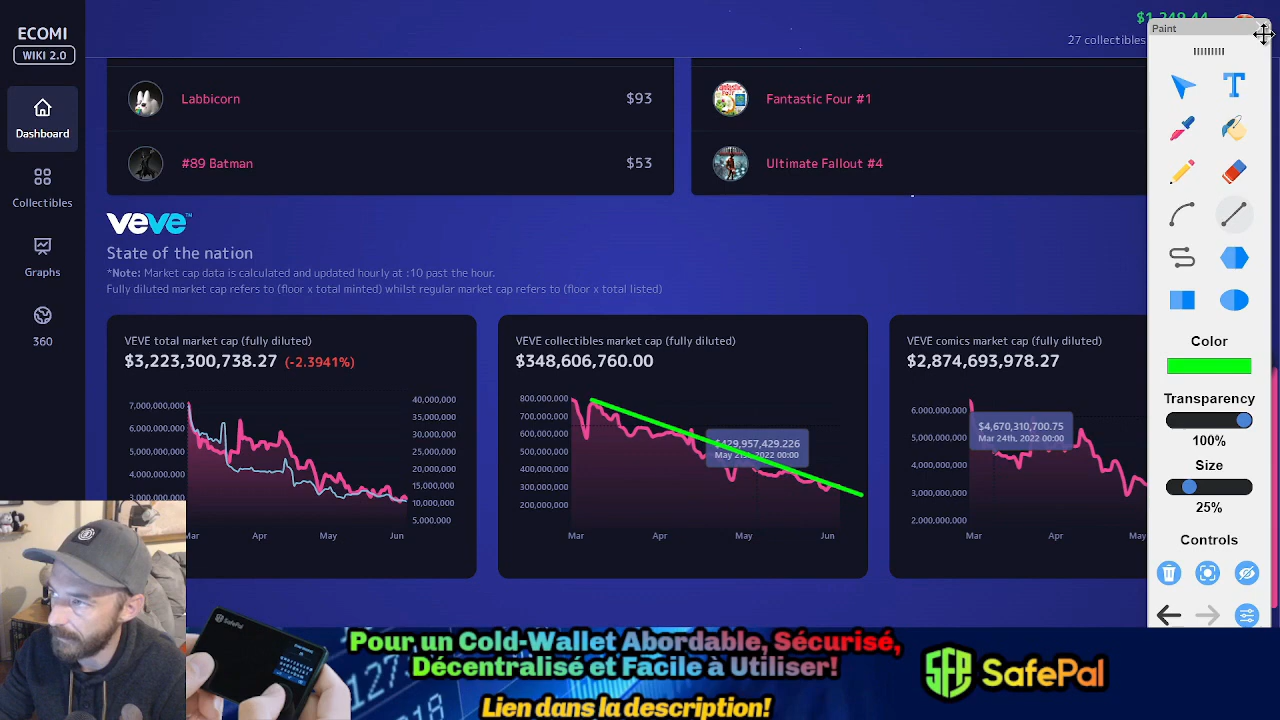 ECOMI
WIKI 2.0
Dashboard
Collectibles
Graphs
360
27 collectibles
Labbicorn
$93
#89 Batman
$53
Fantastic Four #1
Ultimate Fallout #4
veve™
State of the nation
*Note: Market cap data is calculated and updated hourly at :10 past the hour.
Fully diluted market cap refers to (floor x total minted) whilst regular market cap refers to (floor x total listed)
VEVE total market cap (fully diluted)
$3,223,300,738.27 (-2.3941%)
7,000,000,000
6,000,000,000
5,000,000,000
4,000,000,000
3,000,000,000
40,000,000
35,000,000
30,000,000
25,000,000
20,000,000
15,000,000
10,000,000
5,000,000
Mar Apr May Jun
VEVE collectibles market cap (fully diluted)
$348,606,760.00
800,000,000
700,000,000
600,000,000
500,000,000
400,000,000
300,000,000
200,000,000
$429,957,429.226
May 21st, 2022 00:00
Mar Apr May Jun
VEVE comics market cap (fully diluted)
$2,874,693,978.27
6,000,000,000
5,000,000,000
4,000,000,000
3,000,000,000
2,000,000,000
$4,670,310,700.75
Mar 24th, 2022 00:00
Mar Apr May
Paint
T
Color
Transparency
100%
Size
25%
Controls
SafePal
Pour un Cold-Wallet Abordable, Sécurisé,
Décentralisé et Facile à Utiliser!
Lien dans la description!
SFP SafePal